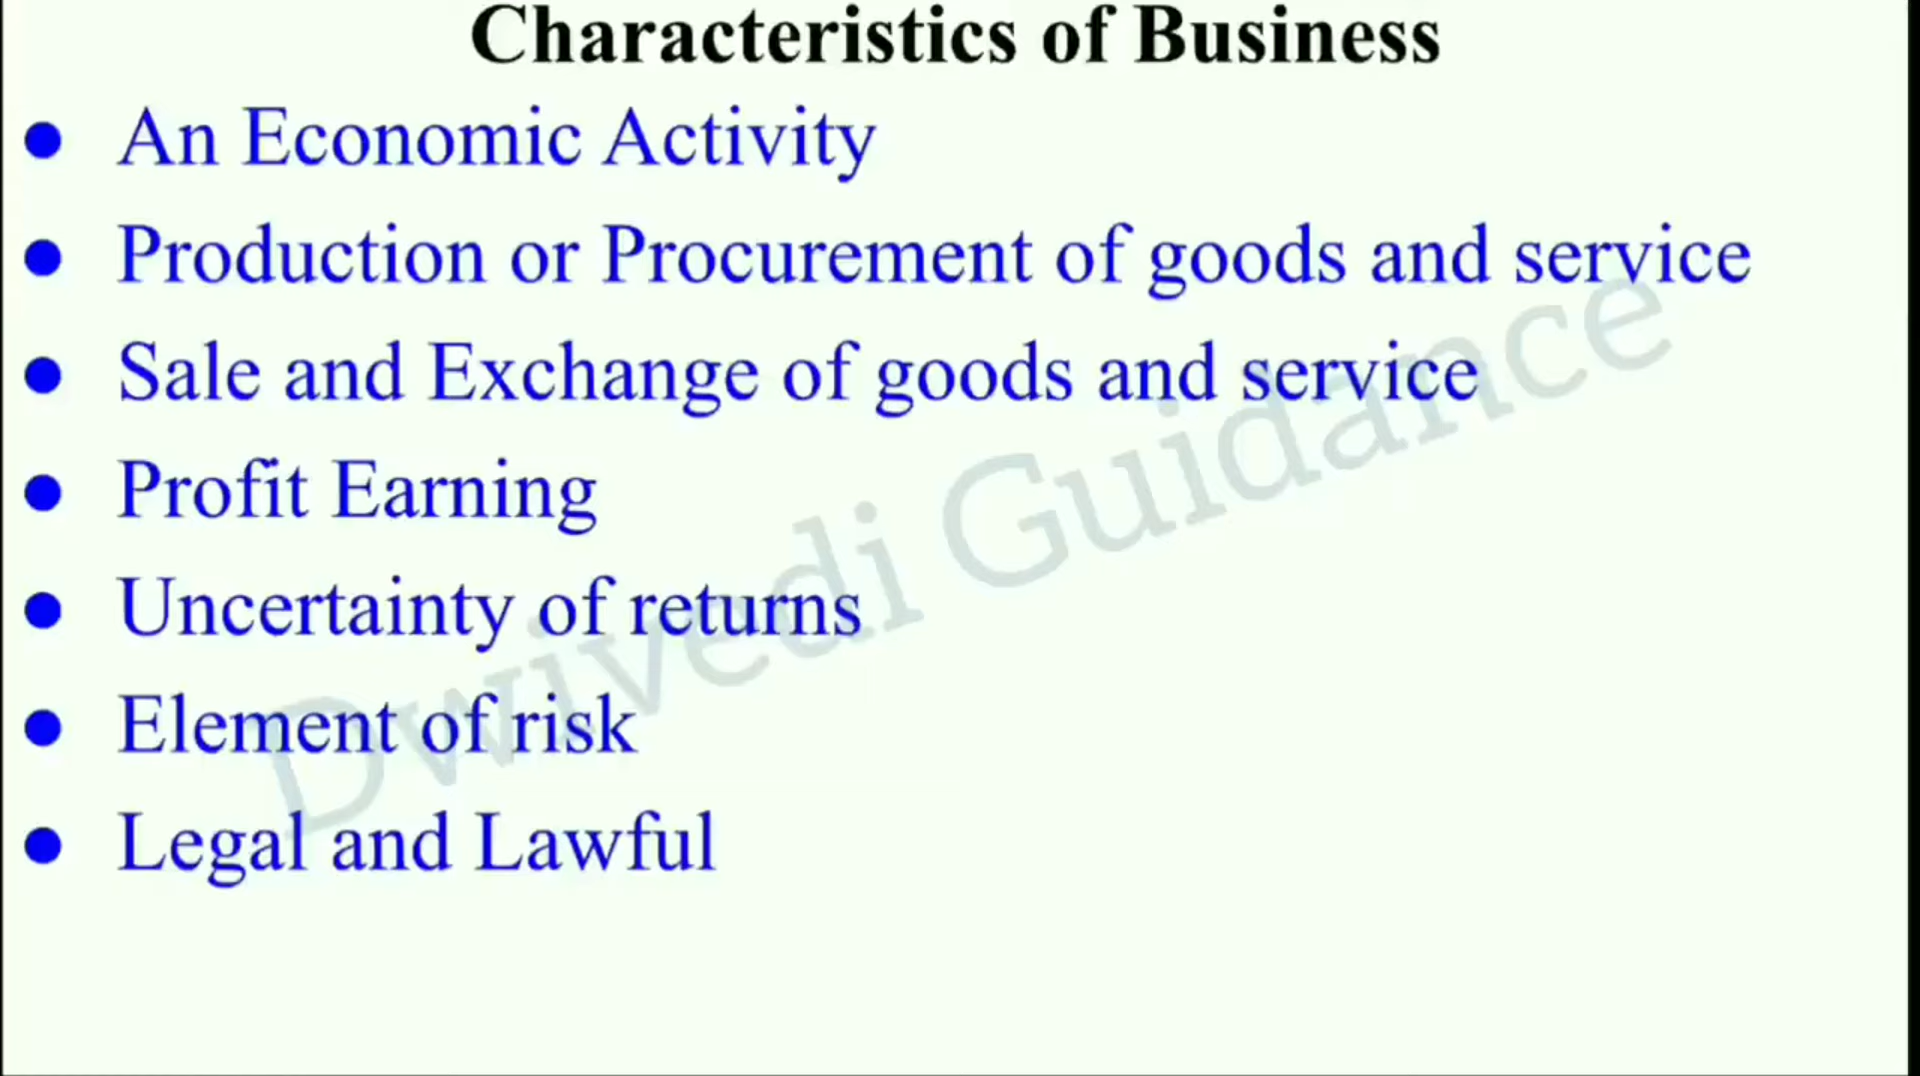 Characteristics of Business
● An Economic Activity
● Production or Procurement of goods and service
● Sale and Exchange of goods and service
● Profit Earning
● Uncertainty of returns
● Element of risk
● Legal and Lawful
Dwivedi Guidance